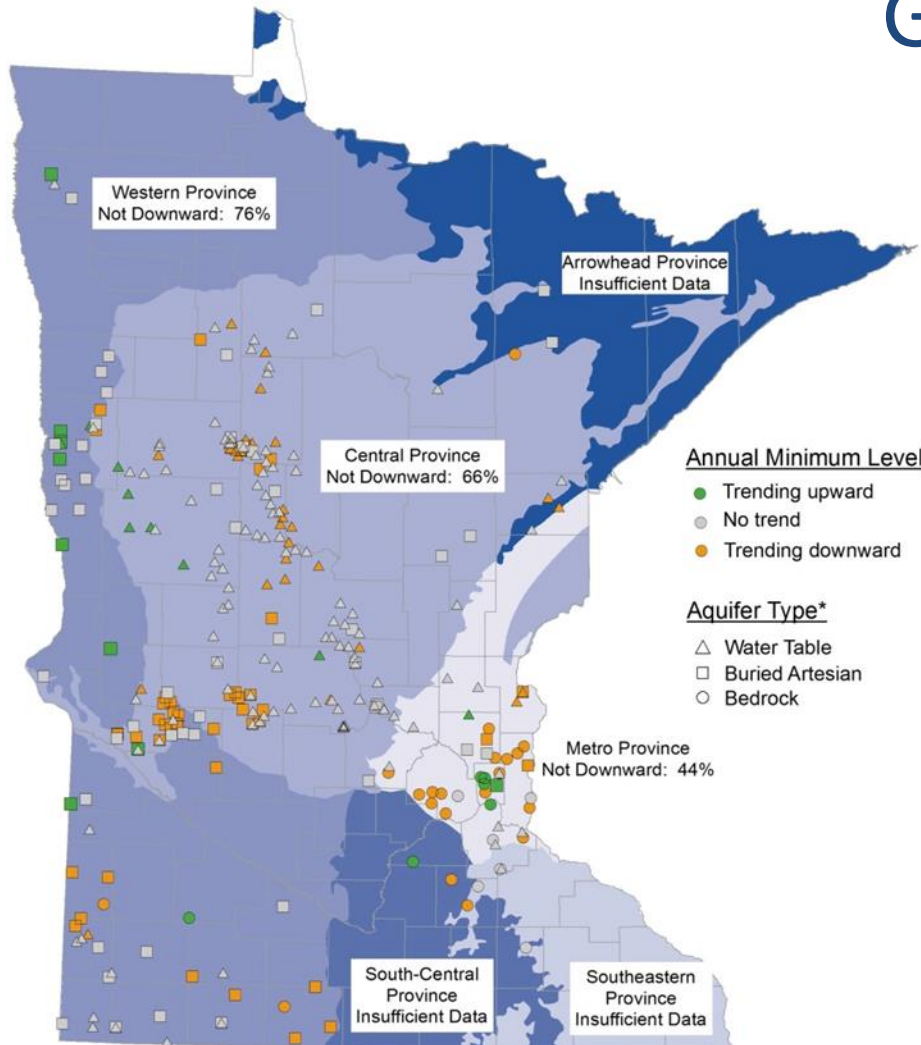 Western Province
Not Downward: 76%
Arrowhead Province
Insufficient Data
Central Province
Not Downward: 66%
Annual Minimum Level
Trending upward
No trend
Trending downward
Aquifer Type*
Water Table
Buried Artesian
Bedrock
Metro Province
Not Downward: 44%
South-Central
Province
Insufficient Data
Southeastern
Province
Insufficient Data